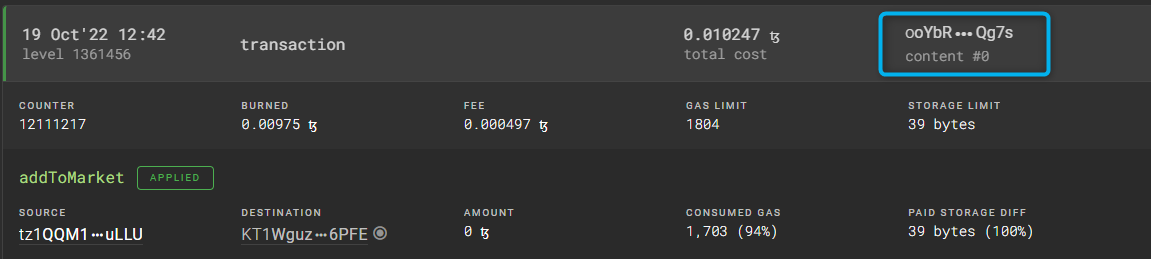 19 Oct'22 12:42 transaction 0.010247 ꜩ ooYbR•••Qg7s
level 1361456 total cost content #0
COUNTER BURNED FEE GAS LIMIT STORAGE LIMIT
12111217 0.00975 ꜩ 0.000497 ꜩ 1804 39 bytes
addToMarket APPLIED
SOURCE DESTINATION AMOUNT CONSUMED GAS PAID STORAGE DIFF
tz1QQM1•••uLLU KT1Wguz•••6PFE 0 ꜩ 1,703 (94%) 39 bytes (100%)